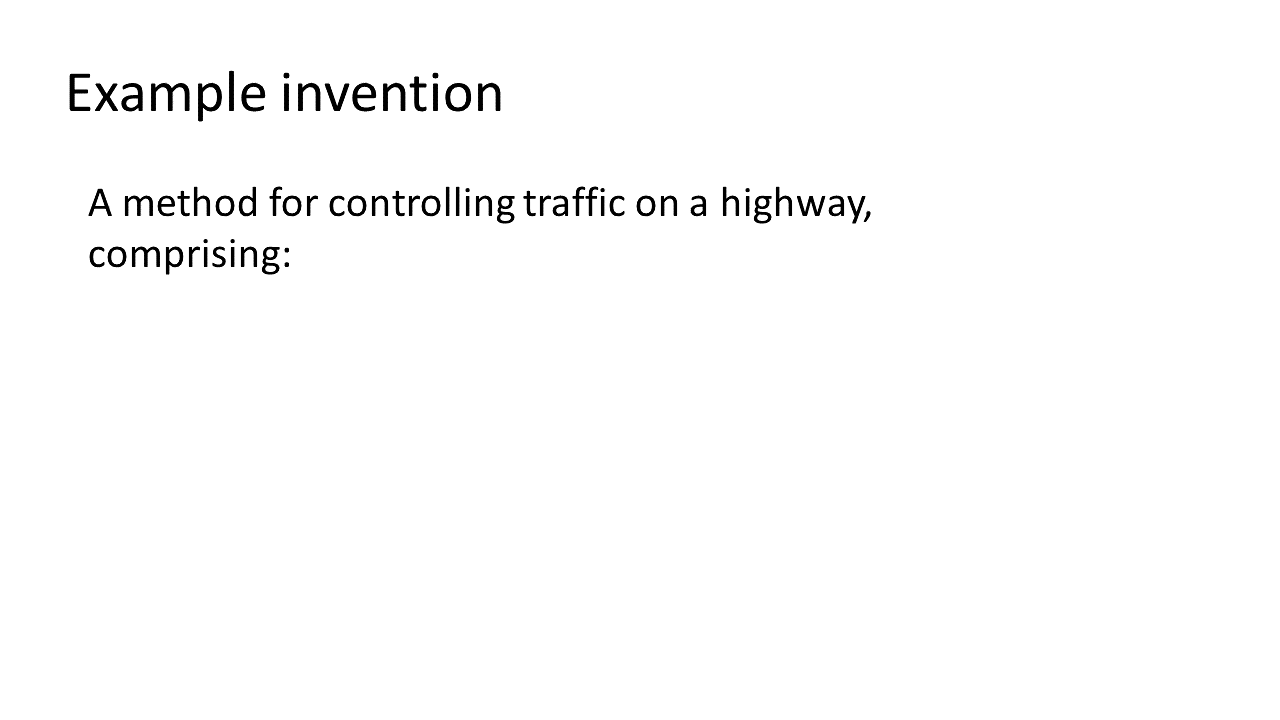 Example invention
A method for controlling traffic on a highway,
comprising: